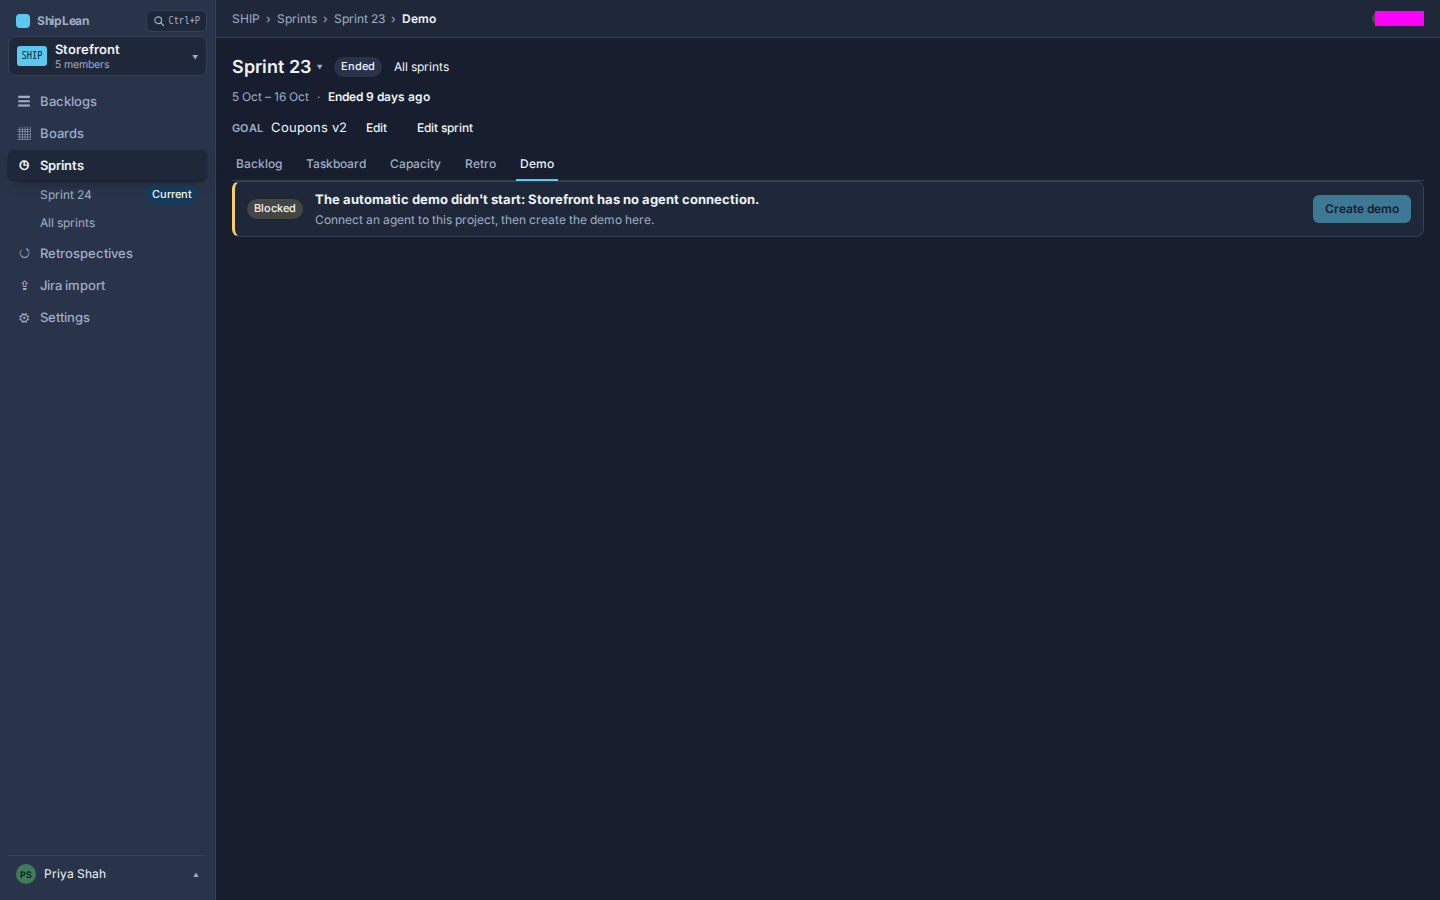 ShipLean
Ctrl+P
SHIP
Storefront
5 members
Backlogs
Boards
Sprints
Sprint 24
Current
All sprints
Retrospectives
Jira import
Settings
PS
Priya Shah
SHIP › Sprints › Sprint 23 › Demo
Sprint 23
Ended
All sprints
5 Oct – 16 Oct · Ended 9 days ago
GOAL Coupons v2
Edit
Edit sprint
Backlog
Taskboard
Capacity
Retro
Demo
Blocked
The automatic demo didn't start: Storefront has no agent connection.
Connect an agent to this project, then create the demo here.
Create demo